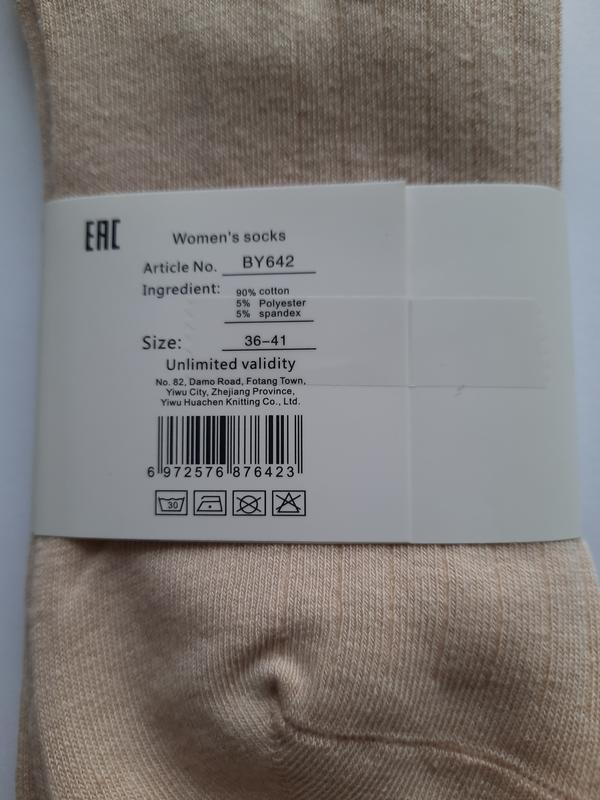 EAC
Women's socks
Article No. BY642
Ingredient: 90% cotton
5% Polyester
5% spandex
Size: 36-41
Unlimited validity
No. 82, Damo Road, Fotang Town,
Yiwu City, Zhejiang Province,
Yiwu Huachen Knitting Co., Ltd.
6 972576 876423
30